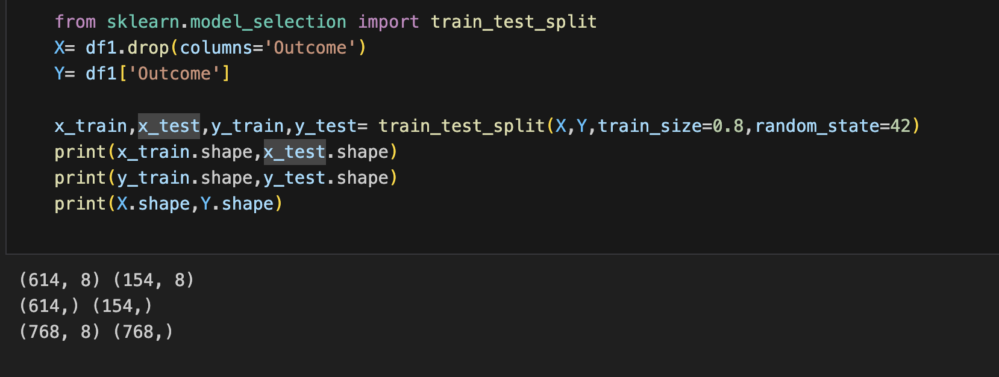 from sklearn.model_selection import train_test_split
X= df1.drop(columns='Outcome')
Y= df1['Outcome']
x_train,x_test,y_train,y_test= train_test_split(X,Y,train_size=0.8,random_state=42)
print(x_train.shape,x_test.shape)
print(y_train.shape,y_test.shape)
print(X.shape,Y.shape)
(614, 8) (154, 8)
(614,) (154,)
(768, 8) (768,)